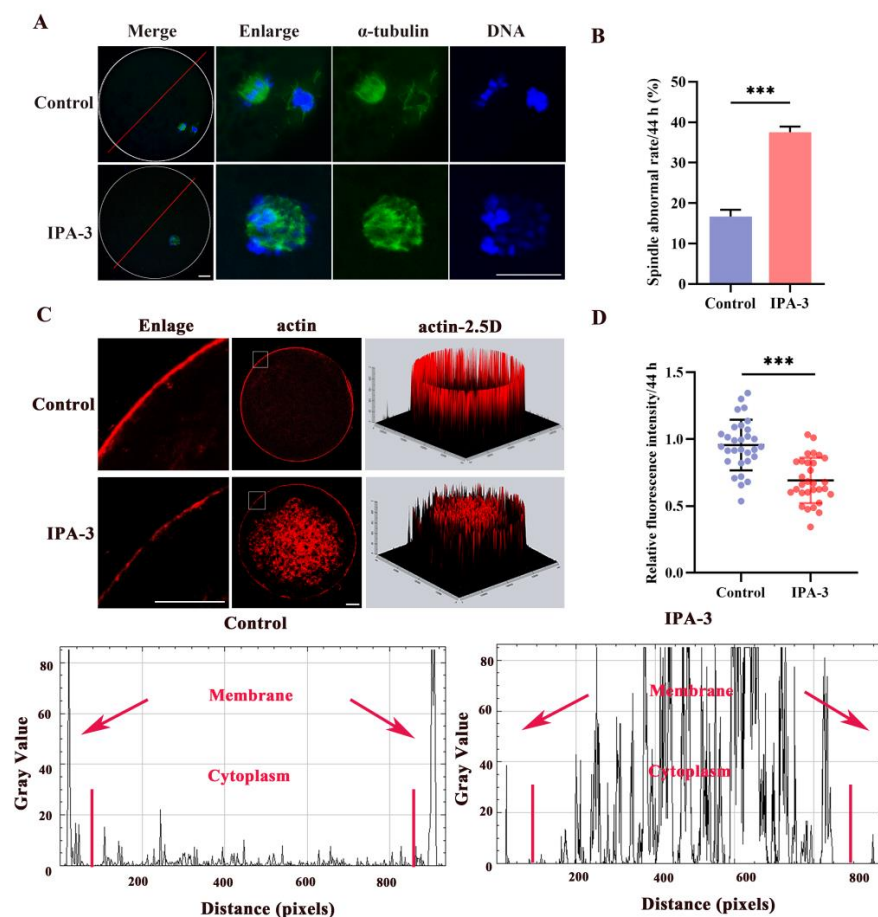 A
Merge Enlarge α-tubulin DNA
Control
IPA-3
B
Spindle abnormal rate/44 h (%)
50
40
30
20
10
0
***
Control IPA-3
C
Enlage actin actin-2.5D
Control
IPA-3
D
Relative fluorescence intensity/44 h
1.5
1.0
0.5
0.0
***
Control IPA-3
Control
Gray Value
80
60
40
20
0
Membrane
Cytoplasm
200 400 600 800
Distance (pixels)
IPA-3
Gray Value
80
60
40
20
0
Membrane
Cytoplasm
200 400 600 800
Distance (pixels)